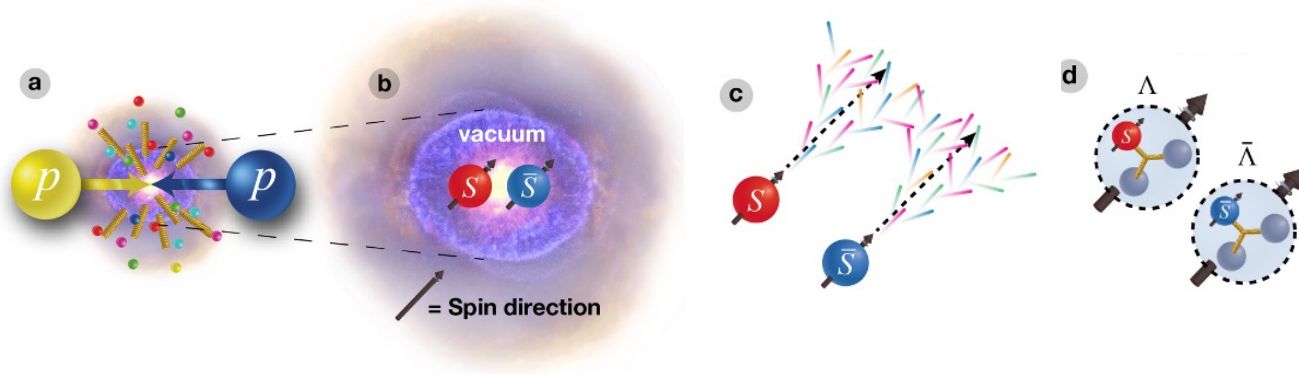 a
p
p
b
vacuum
S
S̄
= Spin direction
c
S
S̄
d
Λ
S
Λ̄
S̄